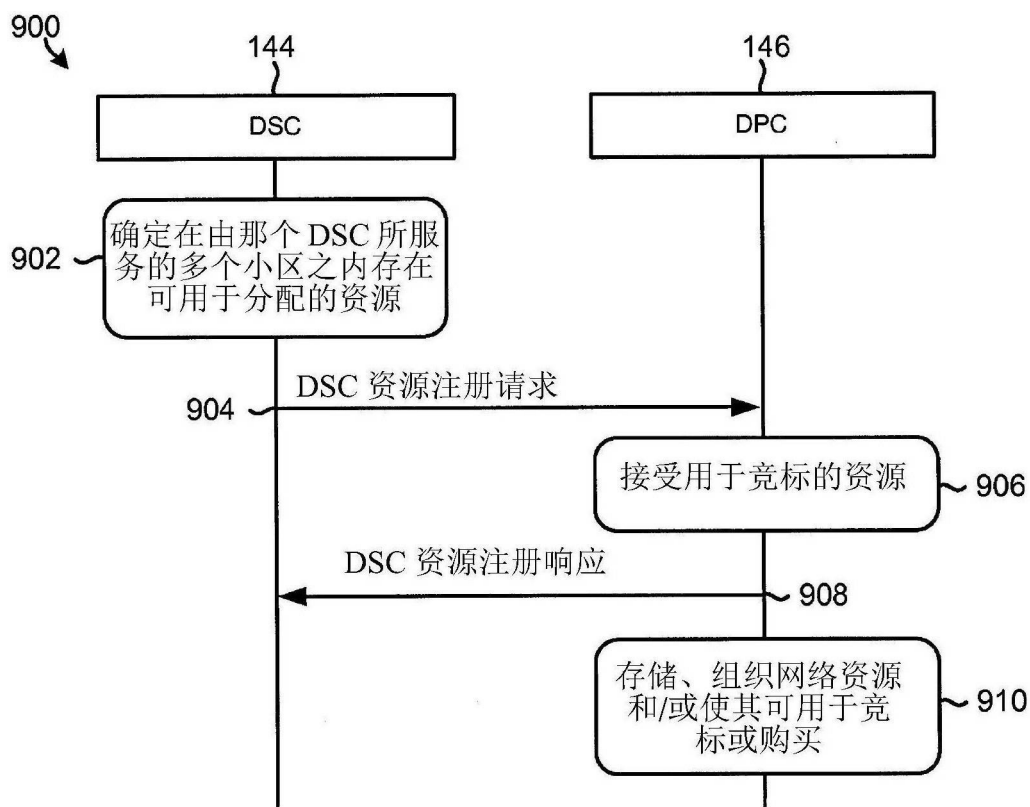 900
144
146
DSC
DPC
902
确定在由那个 DSC 所服
务的多个小区之内存在
可用于分配的资源
DSC 资源注册请求
904
接受用于竞标的资源
906
DSC 资源注册响应
908
存储、组织网络资源
和/或使其可用于竞
标或购买
910